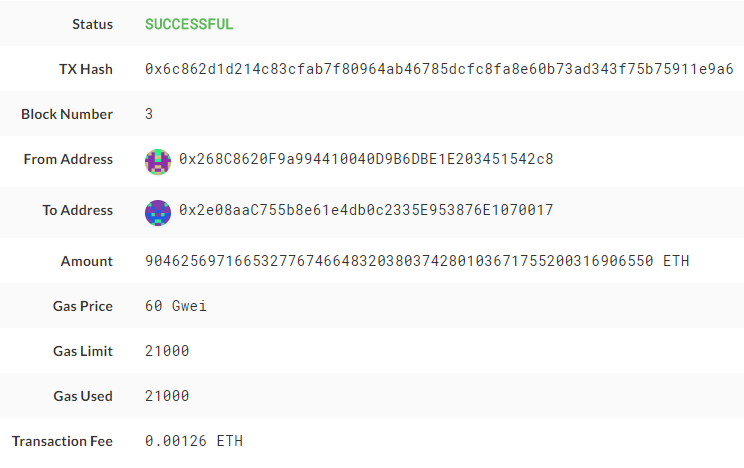 Status SUCCESSFUL
TX Hash 0x6c862d1d214c83cfab7f80964ab46785dcfc8fa8e60b73ad343f75b75911e9a6
Block Number 3
From Address 0x268C8620F9a994410040D9B6DBE1E203451542c8
To Address 0x2e08aaC755b8e61e4db0c2335E953876E1070017
Amount 904625697166532776746648320380374280103671755200316906550 ETH
Gas Price 60 Gwei
Gas Limit 21000
Gas Used 21000
Transaction Fee 0.00126 ETH